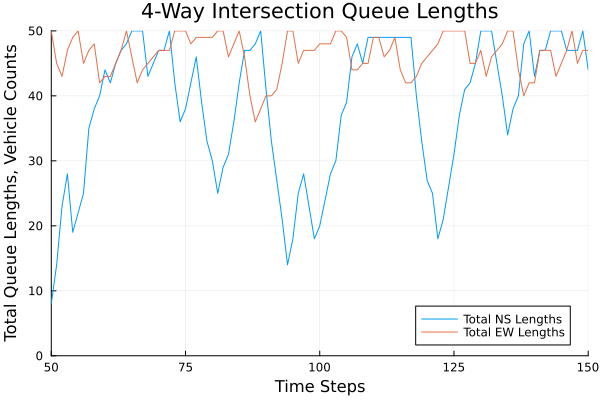 4-Way Intersection Queue Lengths
Total Queue Lengths, Vehicle Counts
50
40
30
20
10
0
50
75
100
125
150
Time Steps
Total NS Lengths
Total EW Lengths